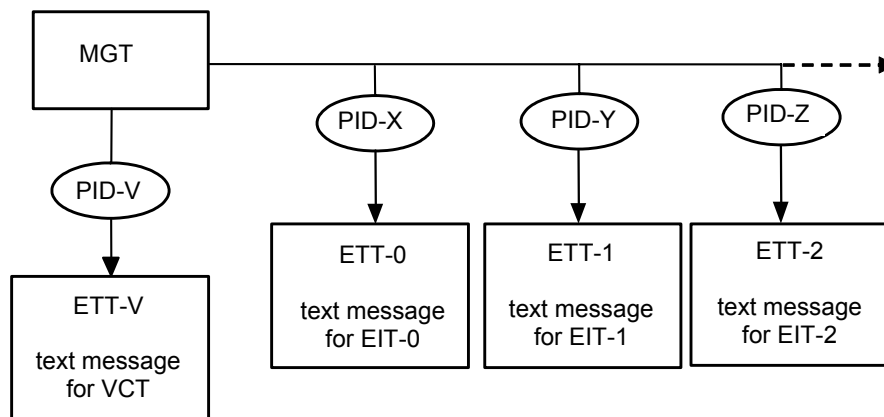 MGT
PID-X
PID-Y
PID-Z
PID-V
ETT-0
text message
for EIT-0
ETT-1
text message
for EIT-1
ETT-2
text message
for EIT-2
ETT-V
text message
for VCT